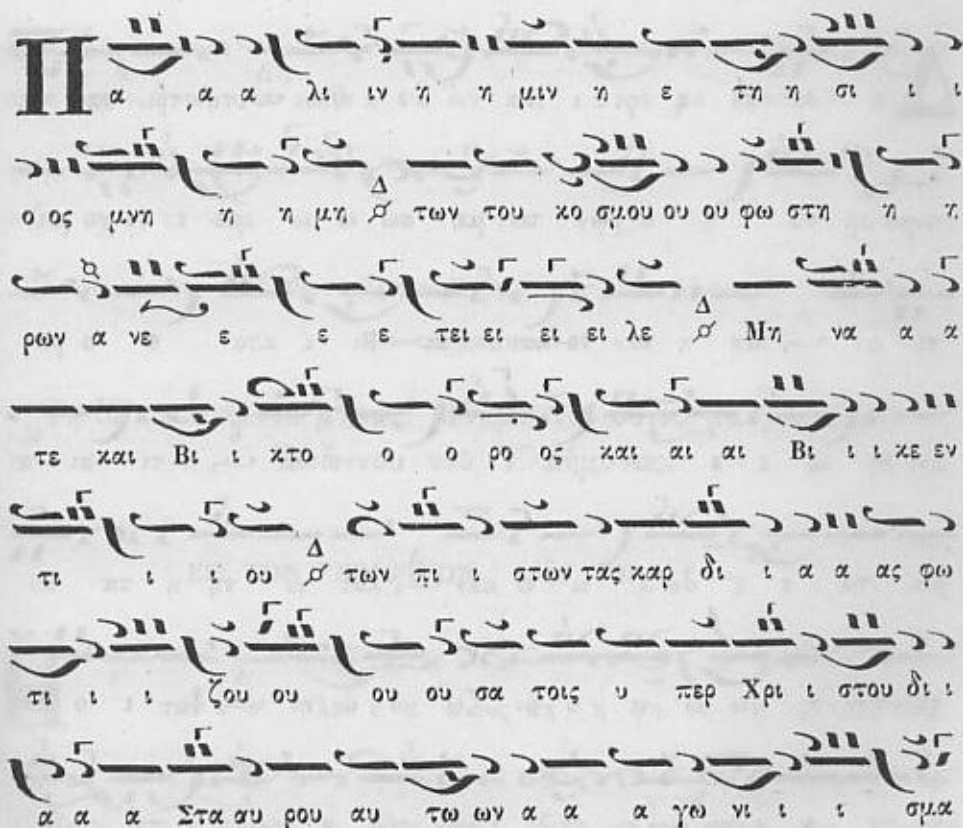 Π α α α λι ιν η η μιν η ε τη η σι ι ι
ο ος μνη η η μη Δ των του κο σμου ου ου φω στη η η
ρων α νε ε ε ε τει ει ει ει λε Δ Μη να α α
τε και Βι ι κτο ο ο ρο ος και αι αι Βι ι ι κε εν
τι ι ι ου Δ των πι ι στων τας καρ δι ι α α ας φω
τι ι ι ζου ου ου ου σα τοις υ περ Χρι ι στου δι ι
α α α Στα αυ ρου αυ τω ων α α α γω νι ι ι σμα